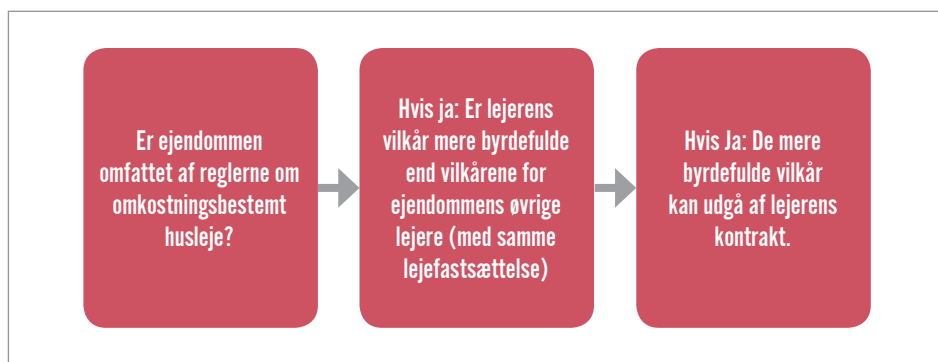 Er ejendommen
omfattet af reglerne om
omkostningsbestemt
husleje?
Hvis ja: Er lejerens
vilkår mere byrdefulde
end vilkårene for
ejendommens øvrige
lejere (med samme
lejefastsættelse)
Hvis Ja: De mere
byrdefulde vilkår
kan udgå af lejerens
kontrakt.